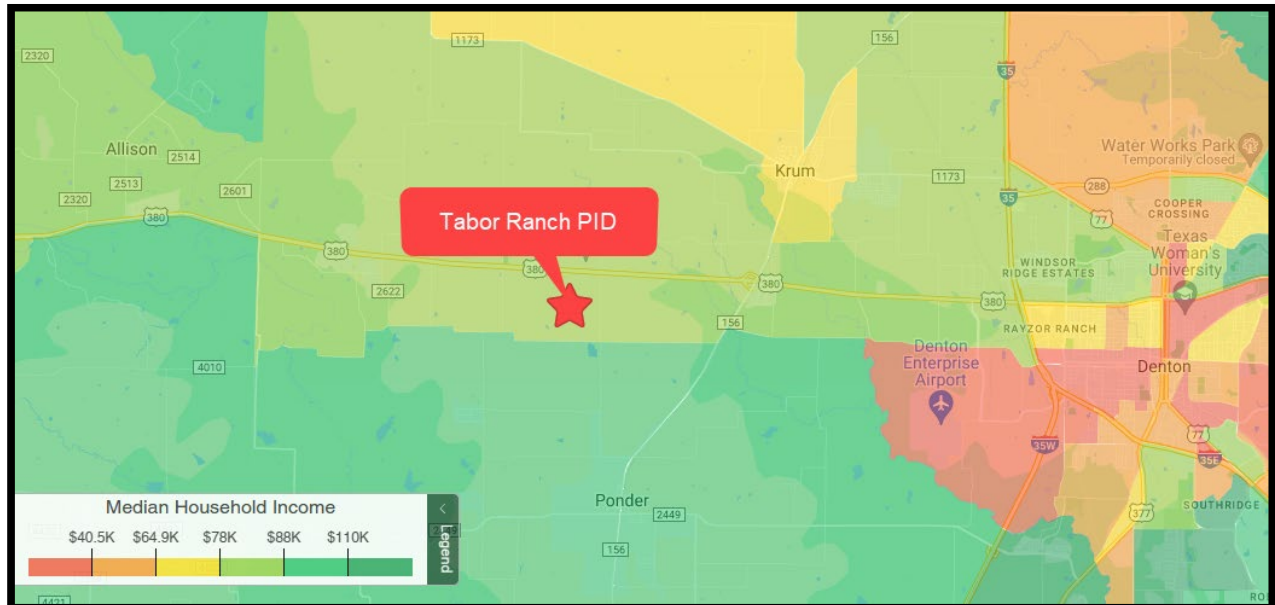 1173
156
2320
35
Allison
2514
Water Works Park
Temporarily closed
Krum
2513
2601
1173
288
2320
35
COOPER
CROSSING
380
77
Tabor Ranch PID
Texas
Woman's
University
380
WINDSOR
RIDGE ESTATES
380
380
2622
380
156
RAYZOR RANCH
Denton
Enterprise
Airport
4010
Denton
77
35W
35E
Median Household Income
Ponder
2449
377
SOUTHRIDGE
$40.5K $64.9K $78K $88K $110K
Legend
2449
156
4421